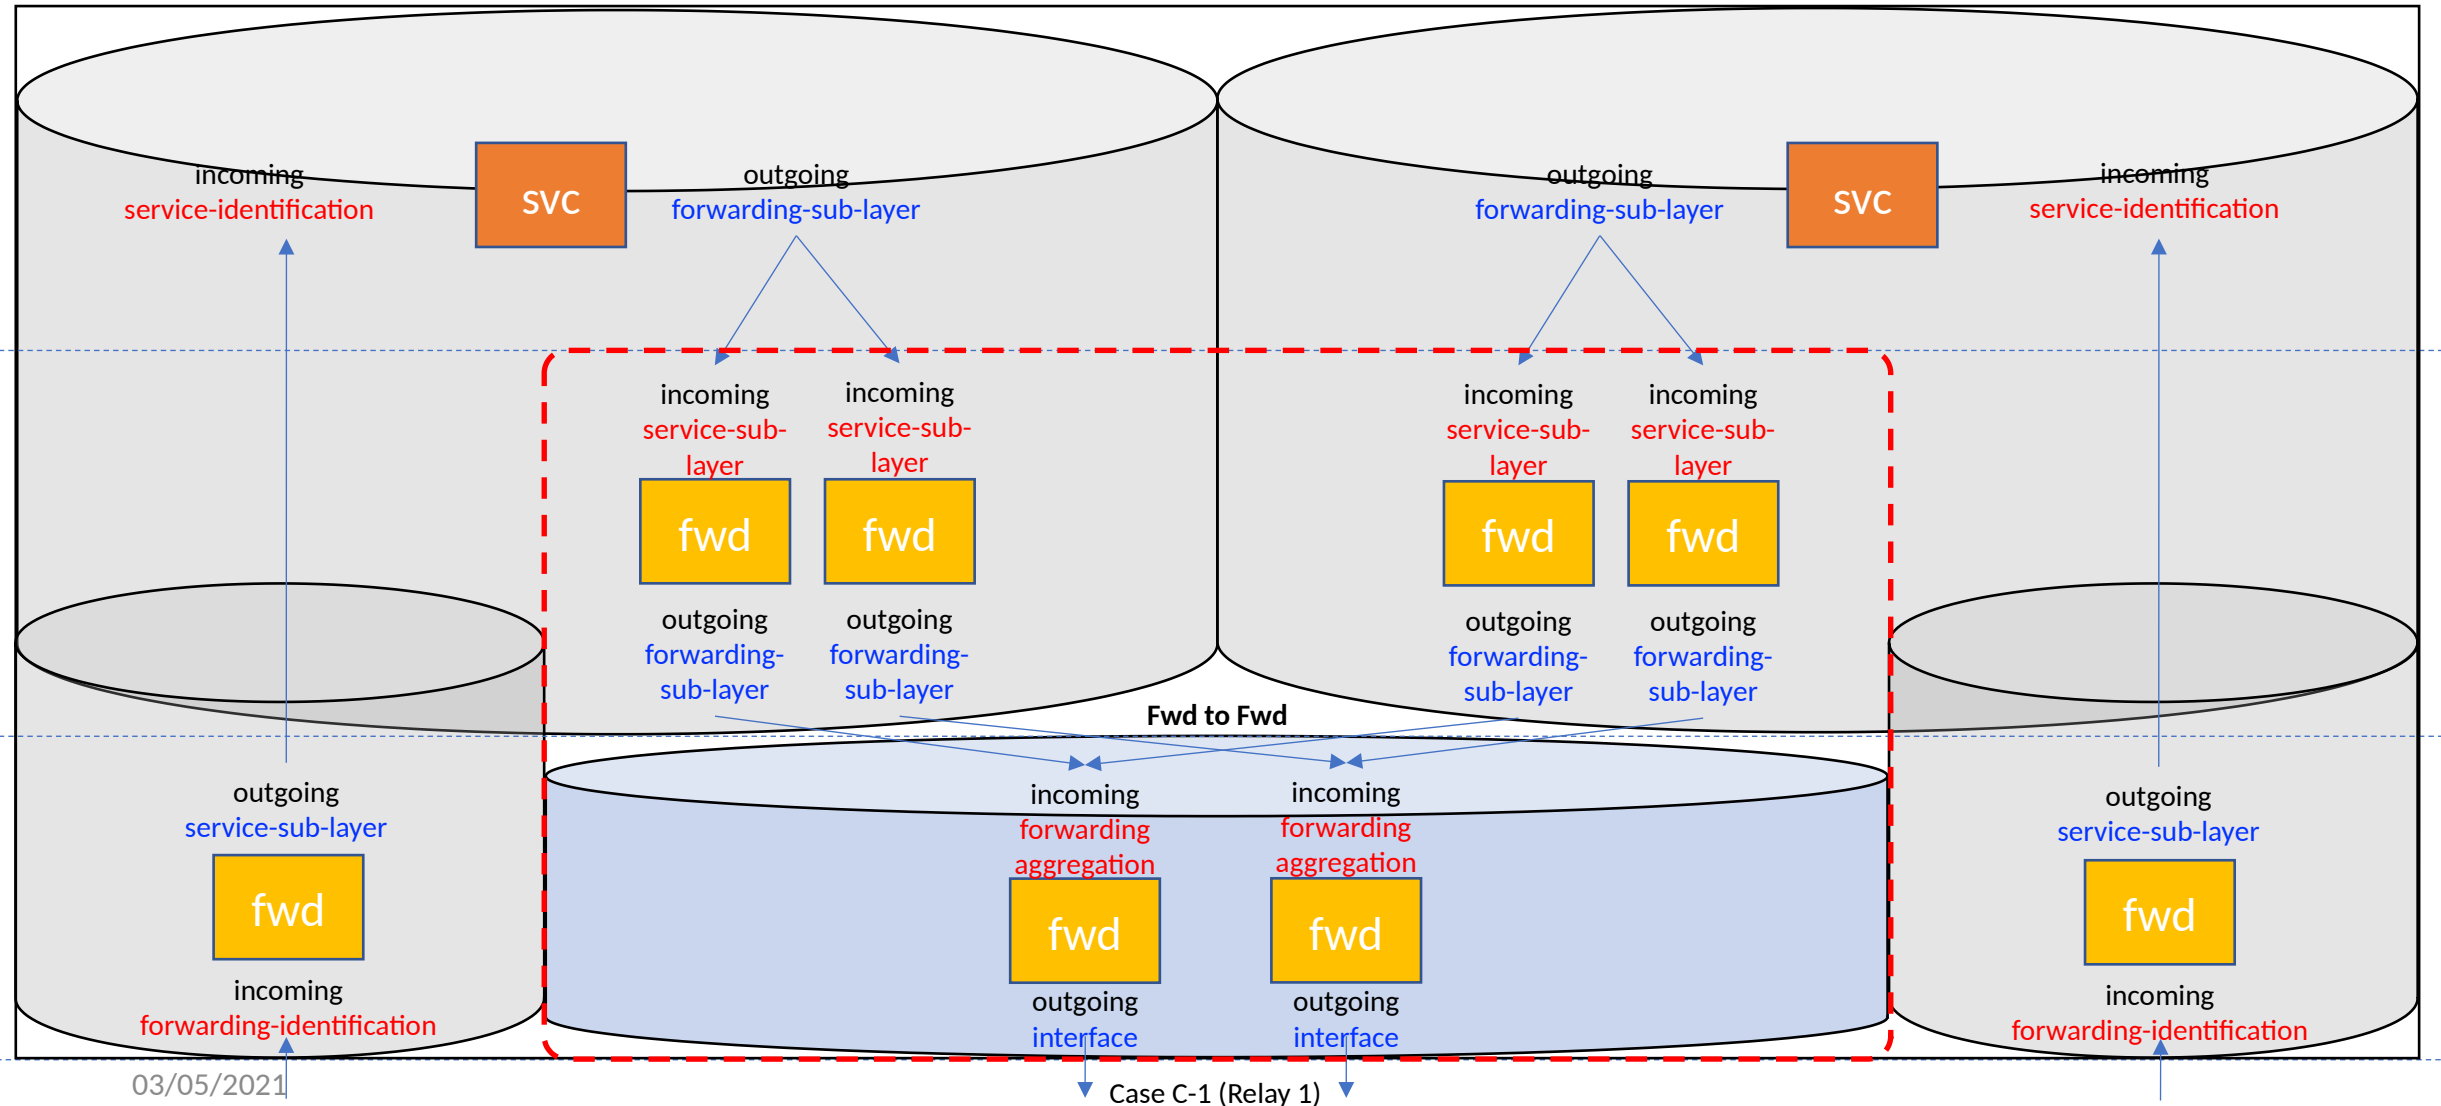 incoming
service-identification
svc
outgoing
forwarding-sub-layer
outgoing
forwarding-sub-layer
svc
incoming
service-identification
incoming
service-sub-
layer
fwd
outgoing
forwarding-
sub-layer
incoming
service-sub-
layer
fwd
outgoing
forwarding-
sub-layer
incoming
service-sub-
layer
fwd
outgoing
forwarding-
sub-layer
incoming
service-sub-
layer
fwd
outgoing
forwarding-
sub-layer
Fwd to Fwd
outgoing
service-sub-layer
fwd
incoming
forwarding-identification
incoming
forwarding
aggregation
fwd
outgoing
interface
incoming
forwarding
aggregation
fwd
outgoing
interface
outgoing
service-sub-layer
fwd
incoming
forwarding-identification
03/05/2021
Case C-1 (Relay 1)